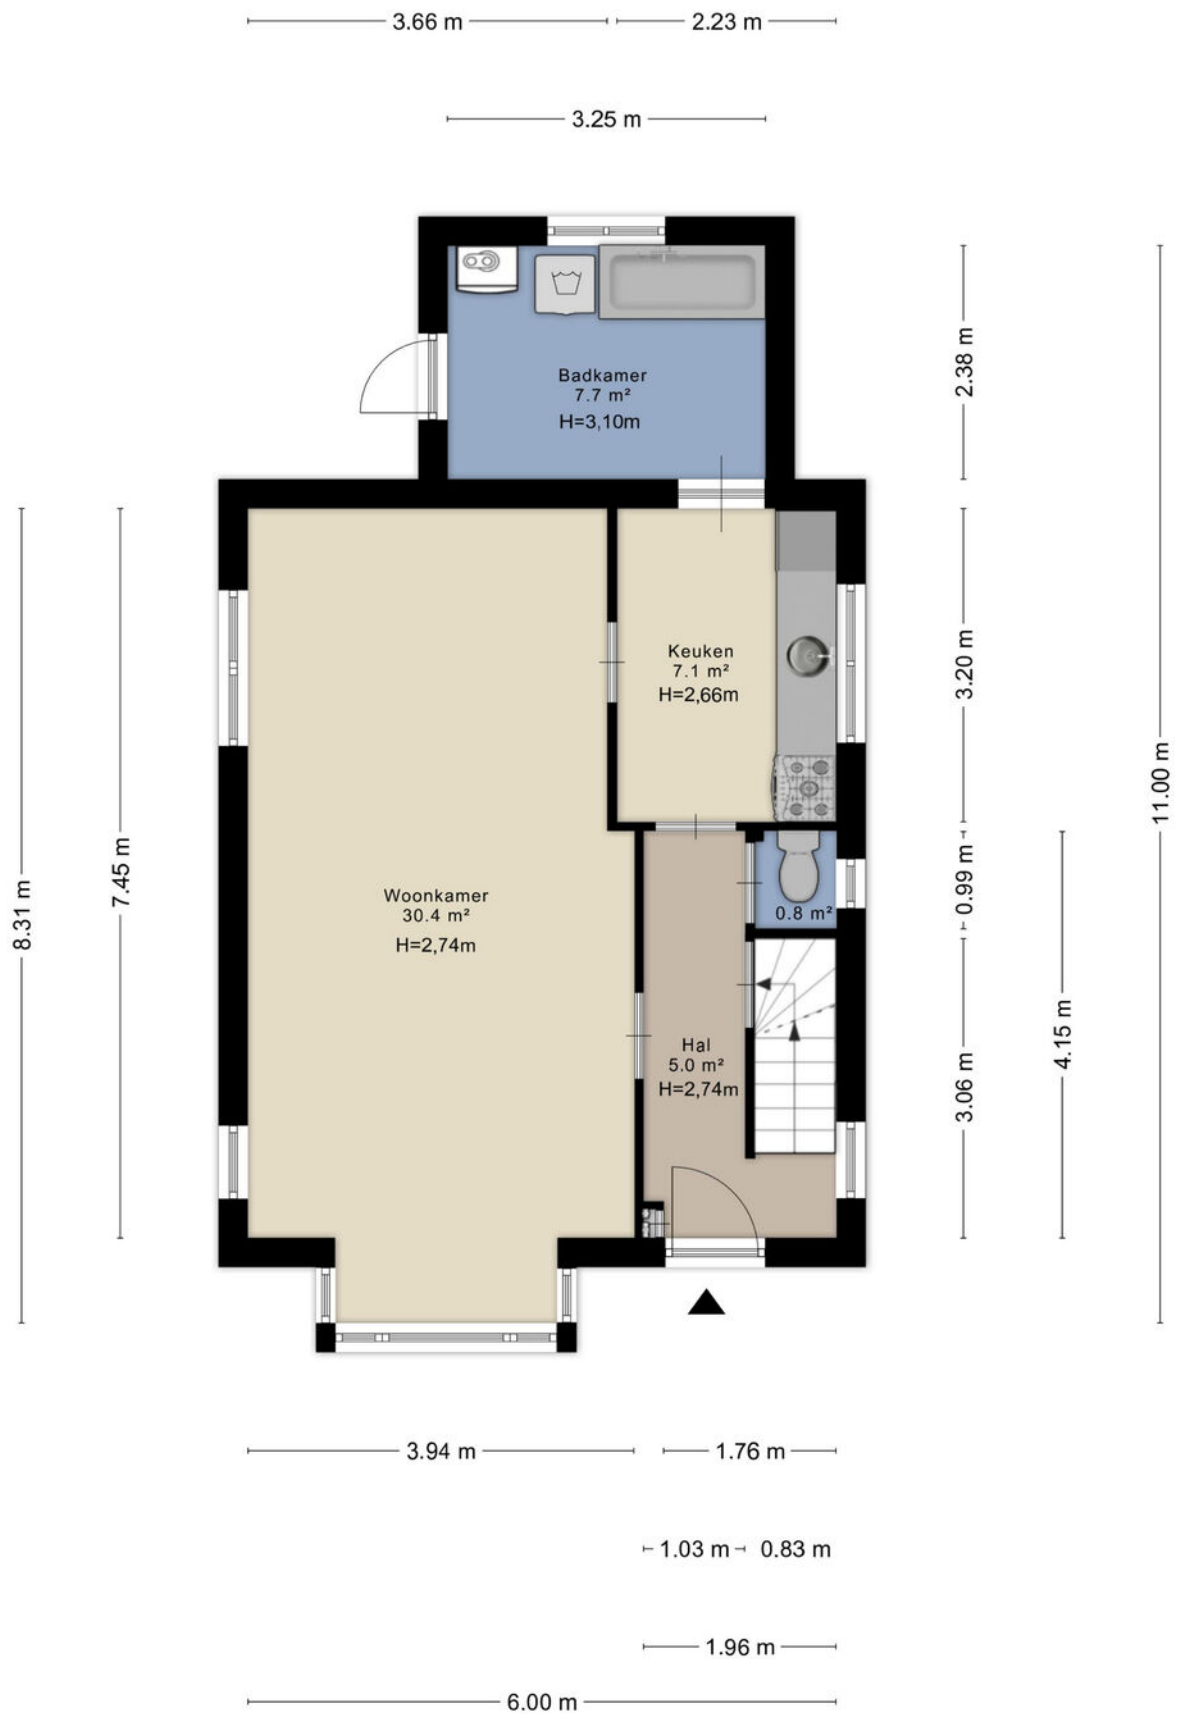 3.66 m
2.23 m
3.25 m
Badkamer
7.7 m²
H=3,10m
2.38 m
Keuken
7.1 m²
H=2,66m
3.20 m
11.00 m
8.31 m
7.45 m
Woonkamer
30.4 m²
H=2,74m
0.8 m²
0.99 m
Hal
5.0 m²
H=2,74m
3.06 m
4.15 m
3.94 m
1.76 m
1.03 m
0.83 m
1.96 m
6.00 m